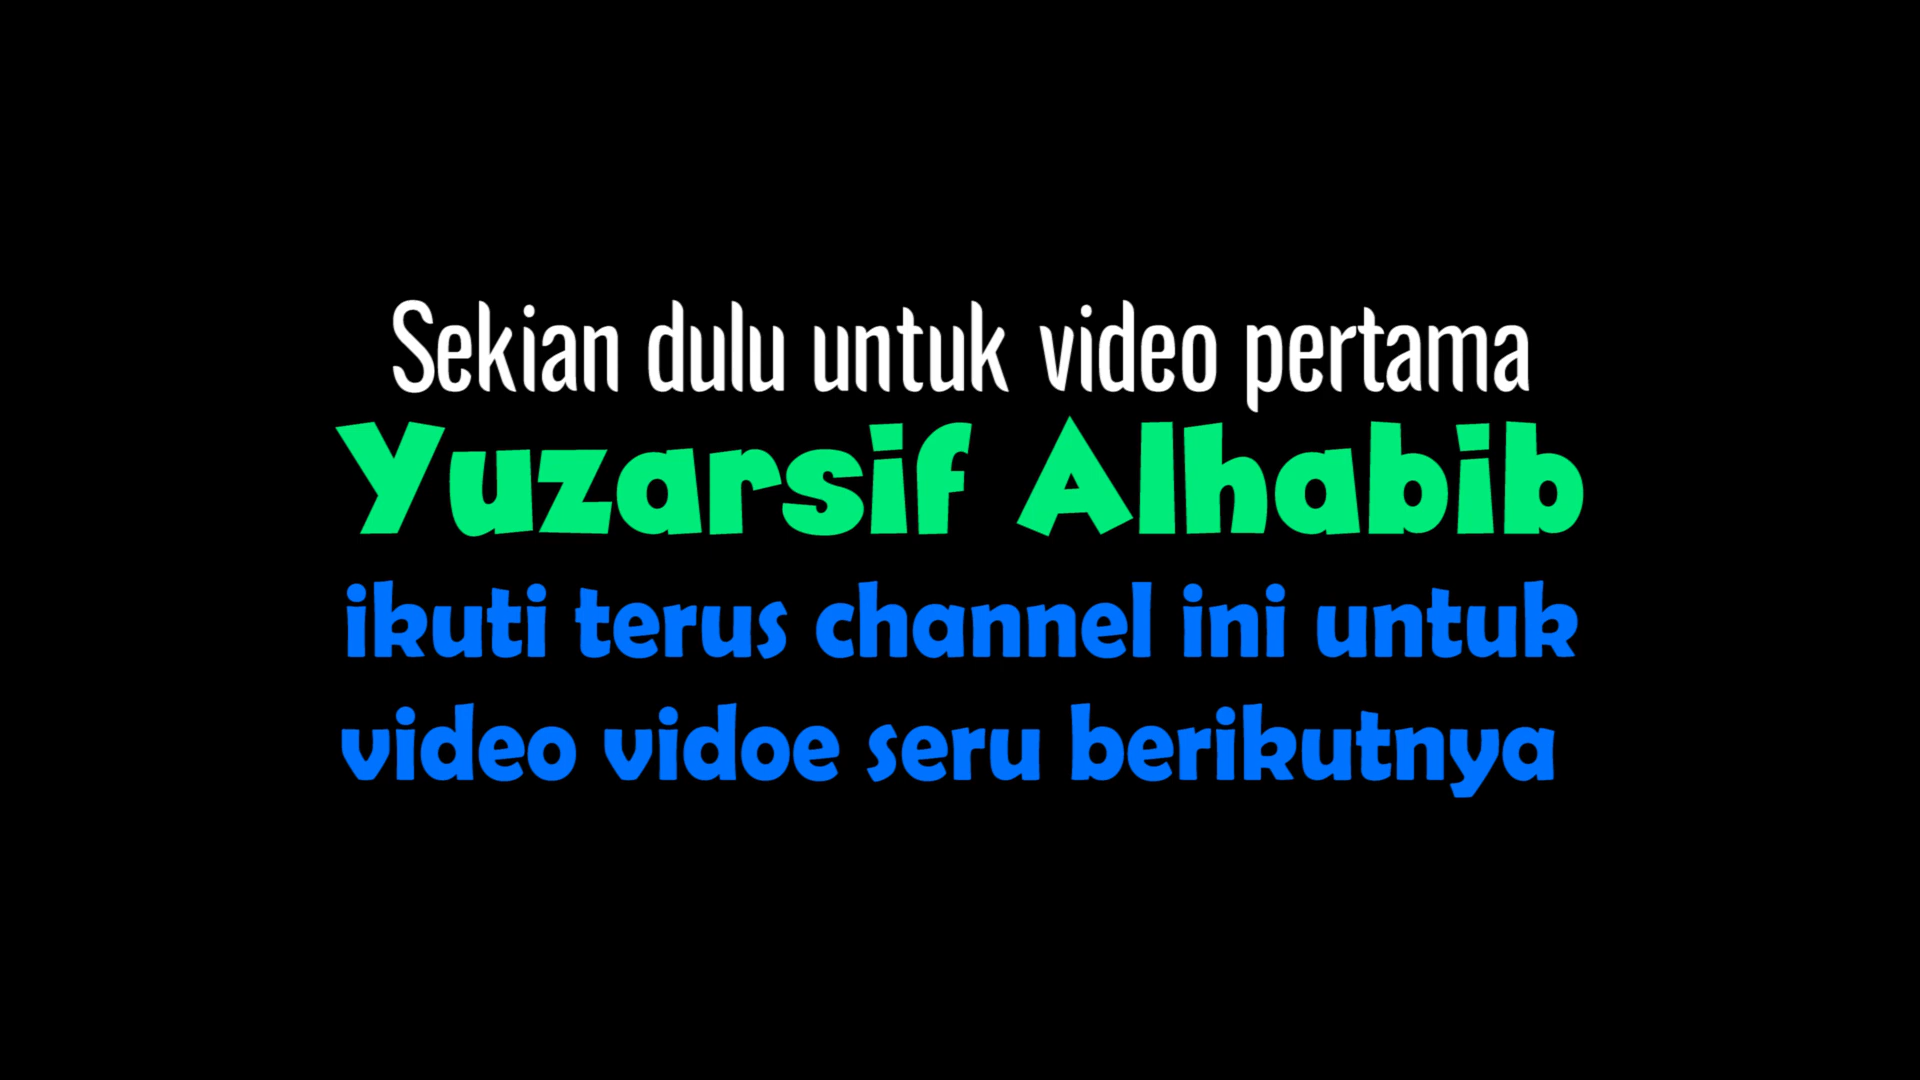 Sekian dulu untuk video pertama
Yuzarsif Alhabib
ikuti terus channel ini untuk
video vidoe seru berikutnya